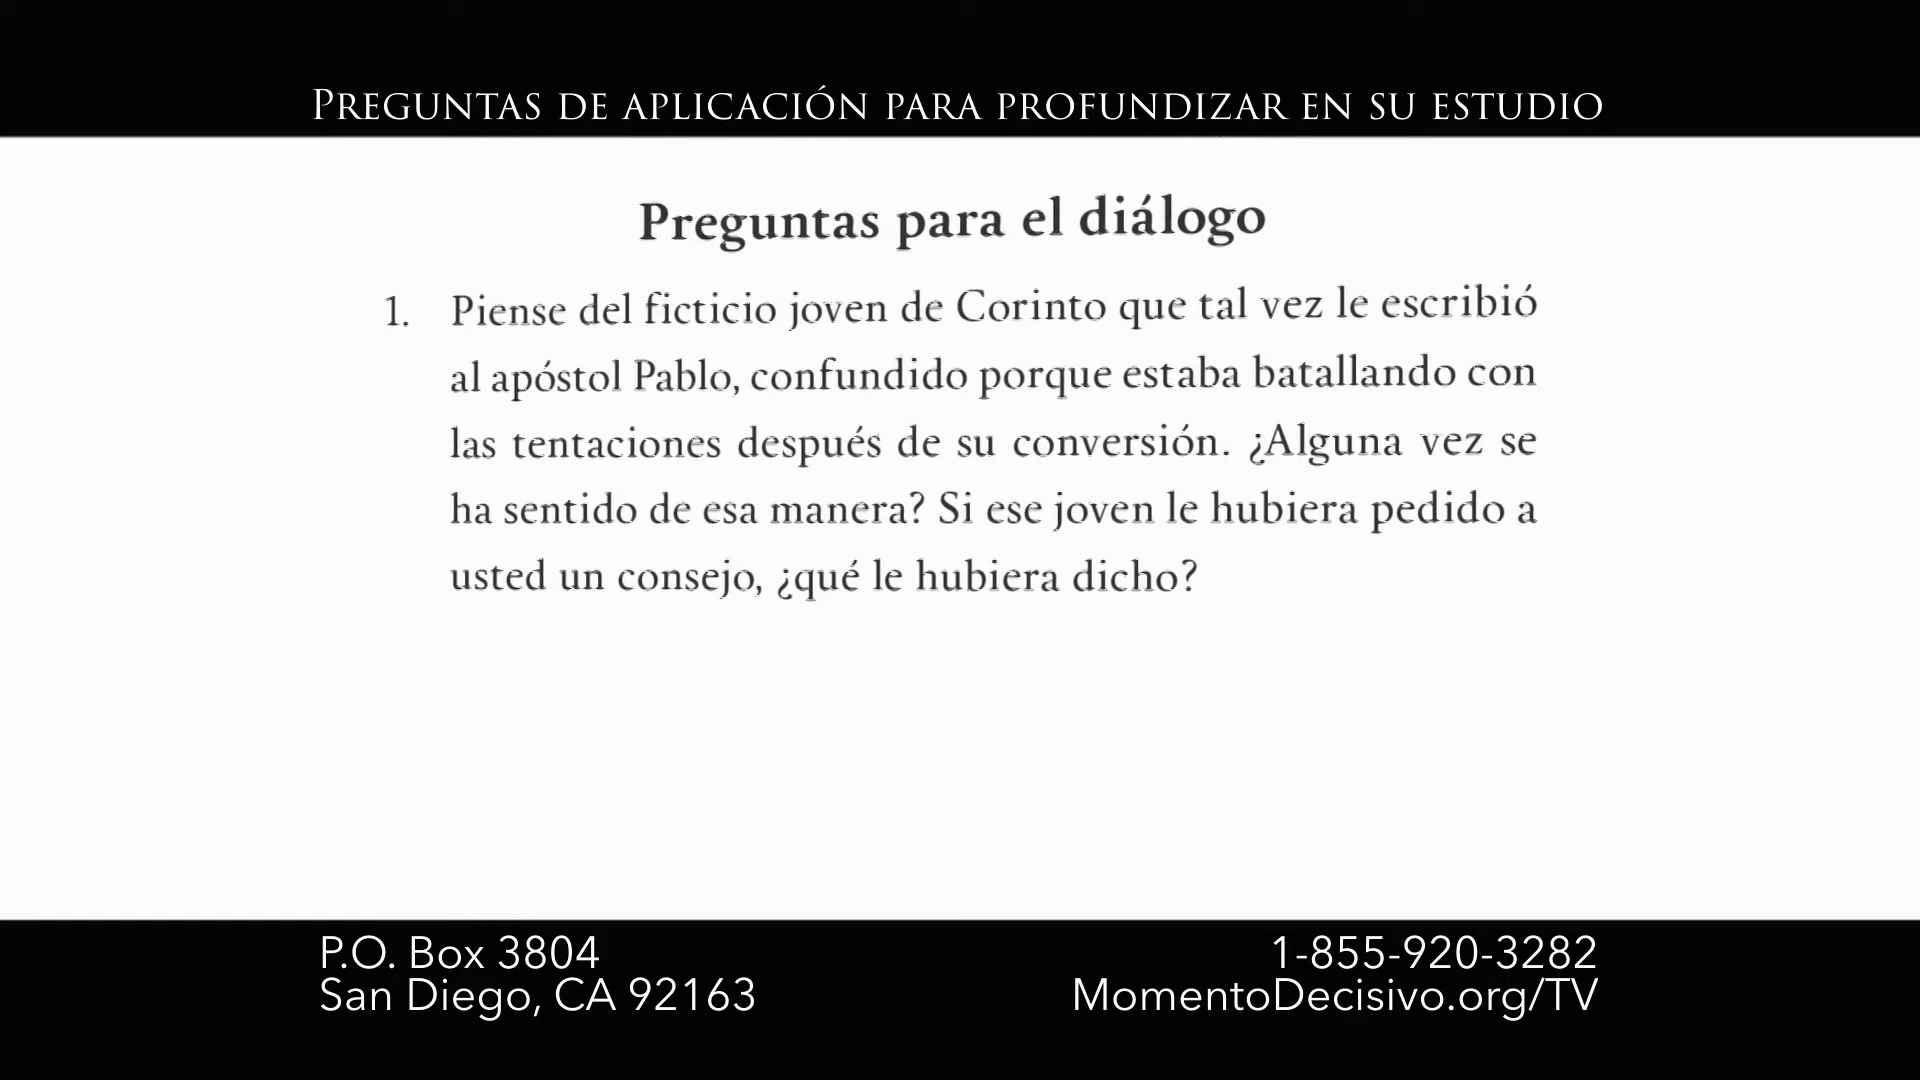 PREGUNTAS DE APLICACIÓN PARA PROFUNDIZAR EN SU ESTUDIO
Preguntas para el diálogo
1. Piense del ficticio joven de Corinto que tal vez le escribió
al apóstol Pablo, confundido porque estaba batallando con
las tentaciones después de su conversión. ¿Alguna vez se
ha sentido de esa manera? Si ese joven le hubiera pedido a
usted un consejo, ¿qué le hubiera dicho?
P.O. Box 3804
San Diego, CA 92163
1-855-920-3282
MomentoDecisivo.org/TV